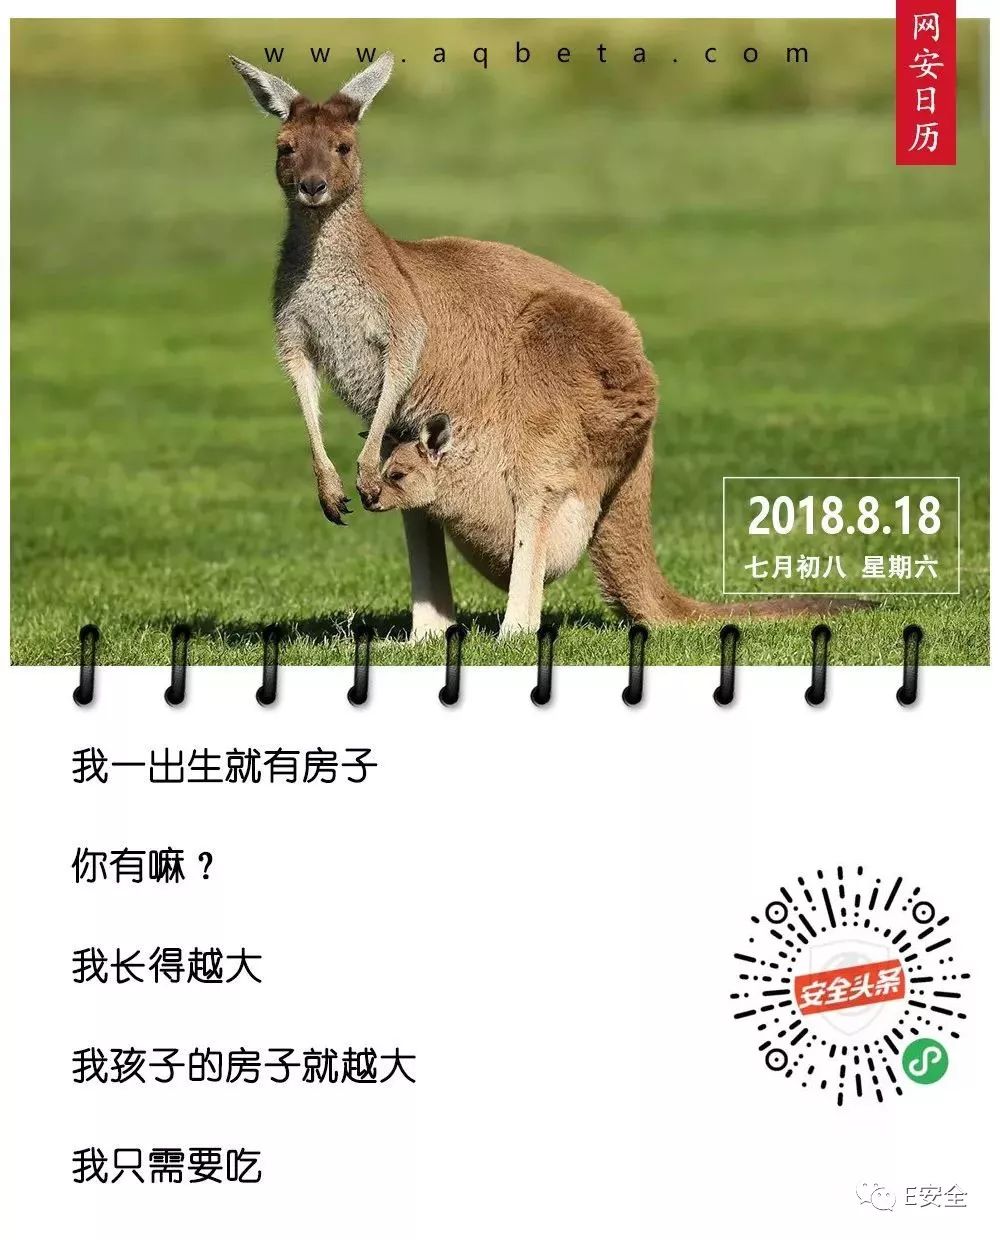 www.aqbeta.com
网安日历
2018.8.18
七月初八 星期六
我一出生就有房子
你有嘛？
我长得越大
我孩子的房子就越大
我只需要吃
安全头条
E安全